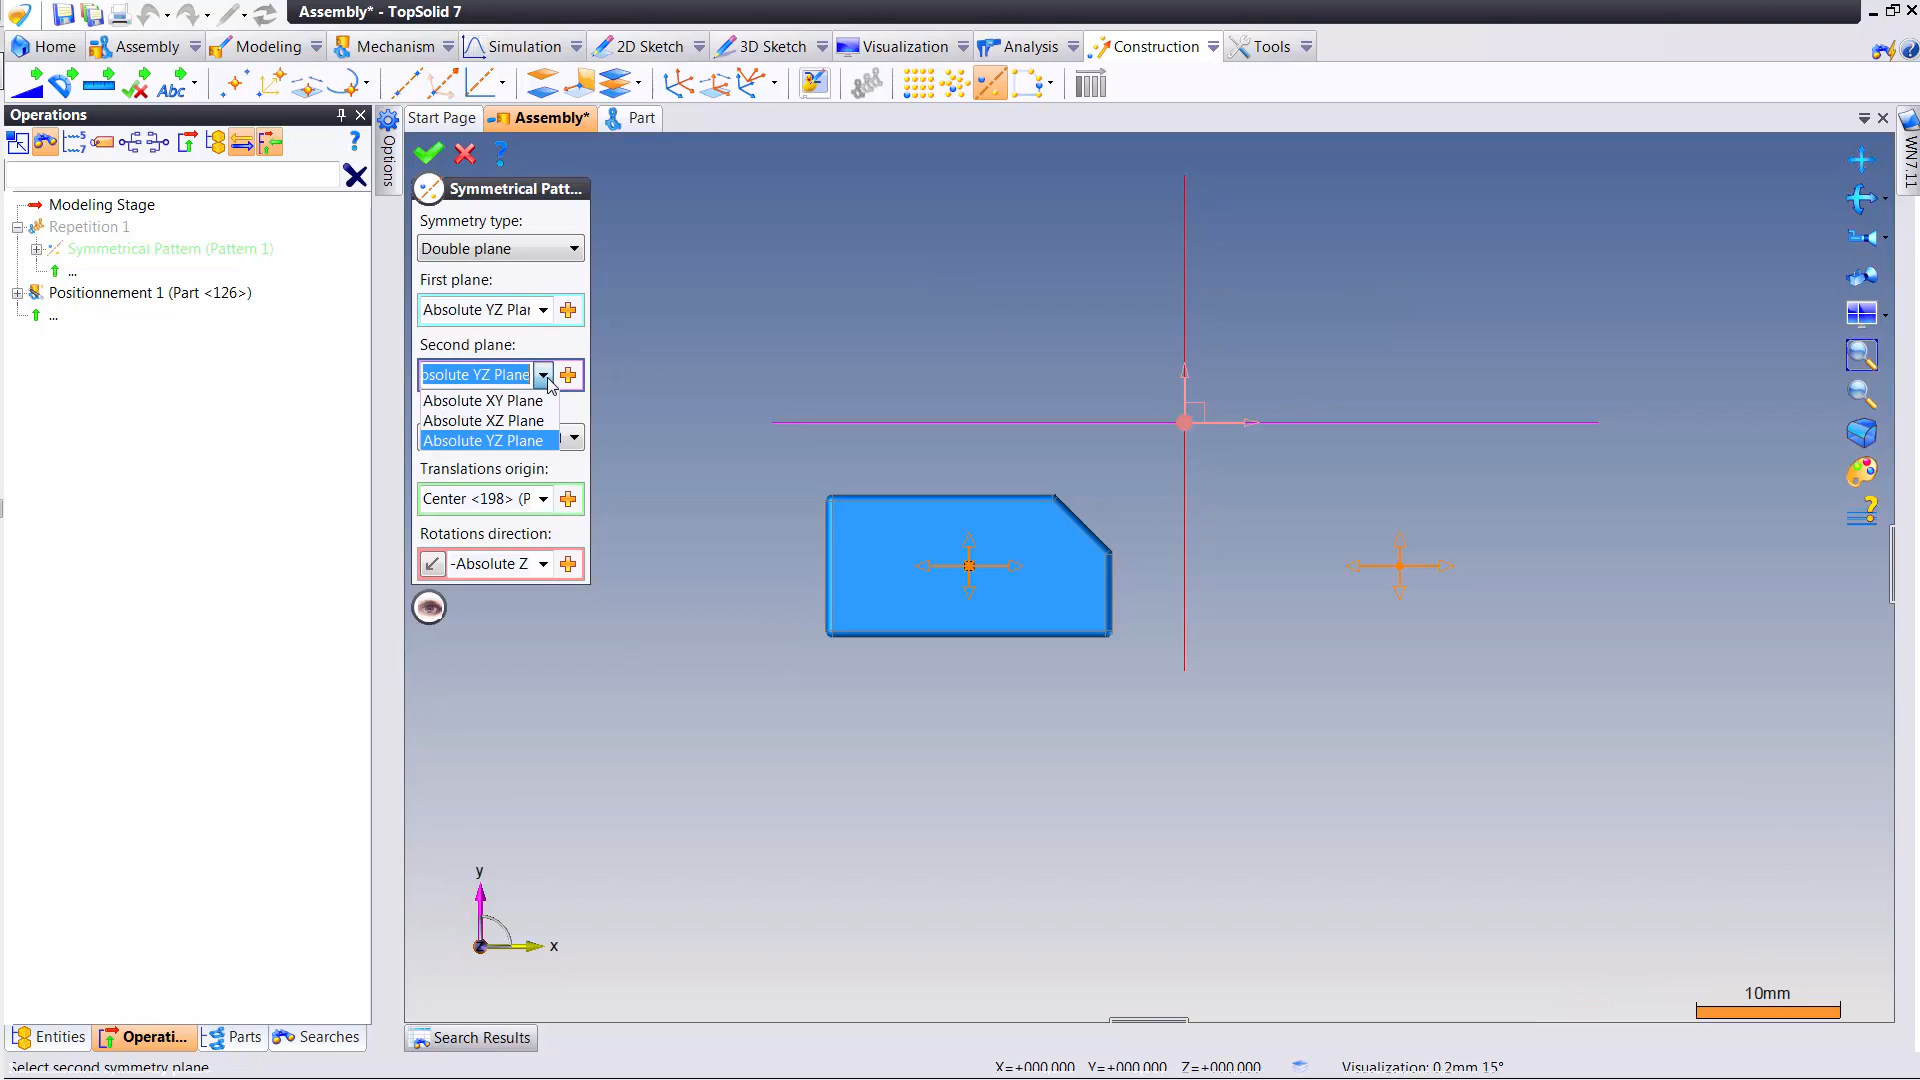 Assembly* - TopSolid 7
Home
Assembly
Modeling
Mechanism
Simulation
2D Sketch
3D Sketch
Visualization
Analysis
Construction
Tools
Abc
Operations
Start Page
Assembly*
Part
Options
WN7.11
Modeling Stage
Repetition 1
Symmetrical Pattern (Pattern 1)
...
Positionnement 1 (Part <126>)
...
Symmetrical Patt...
Symmetry type:
Double plane
First plane:
Absolute YZ Plan
Second plane:
bsolute YZ Plane
Absolute XY Plane
Absolute XZ Plane
Absolute YZ Plane
Translations origin:
Center <198> (P
Rotations direction:
-Absolute Z
y
z
x
10mm
Entities
Operati...
Parts
Searches
Search Results
Select second symmetry plane
X=+000.000 Y=+000.000 Z=+000.000
Visualization: 0.2mm 15°